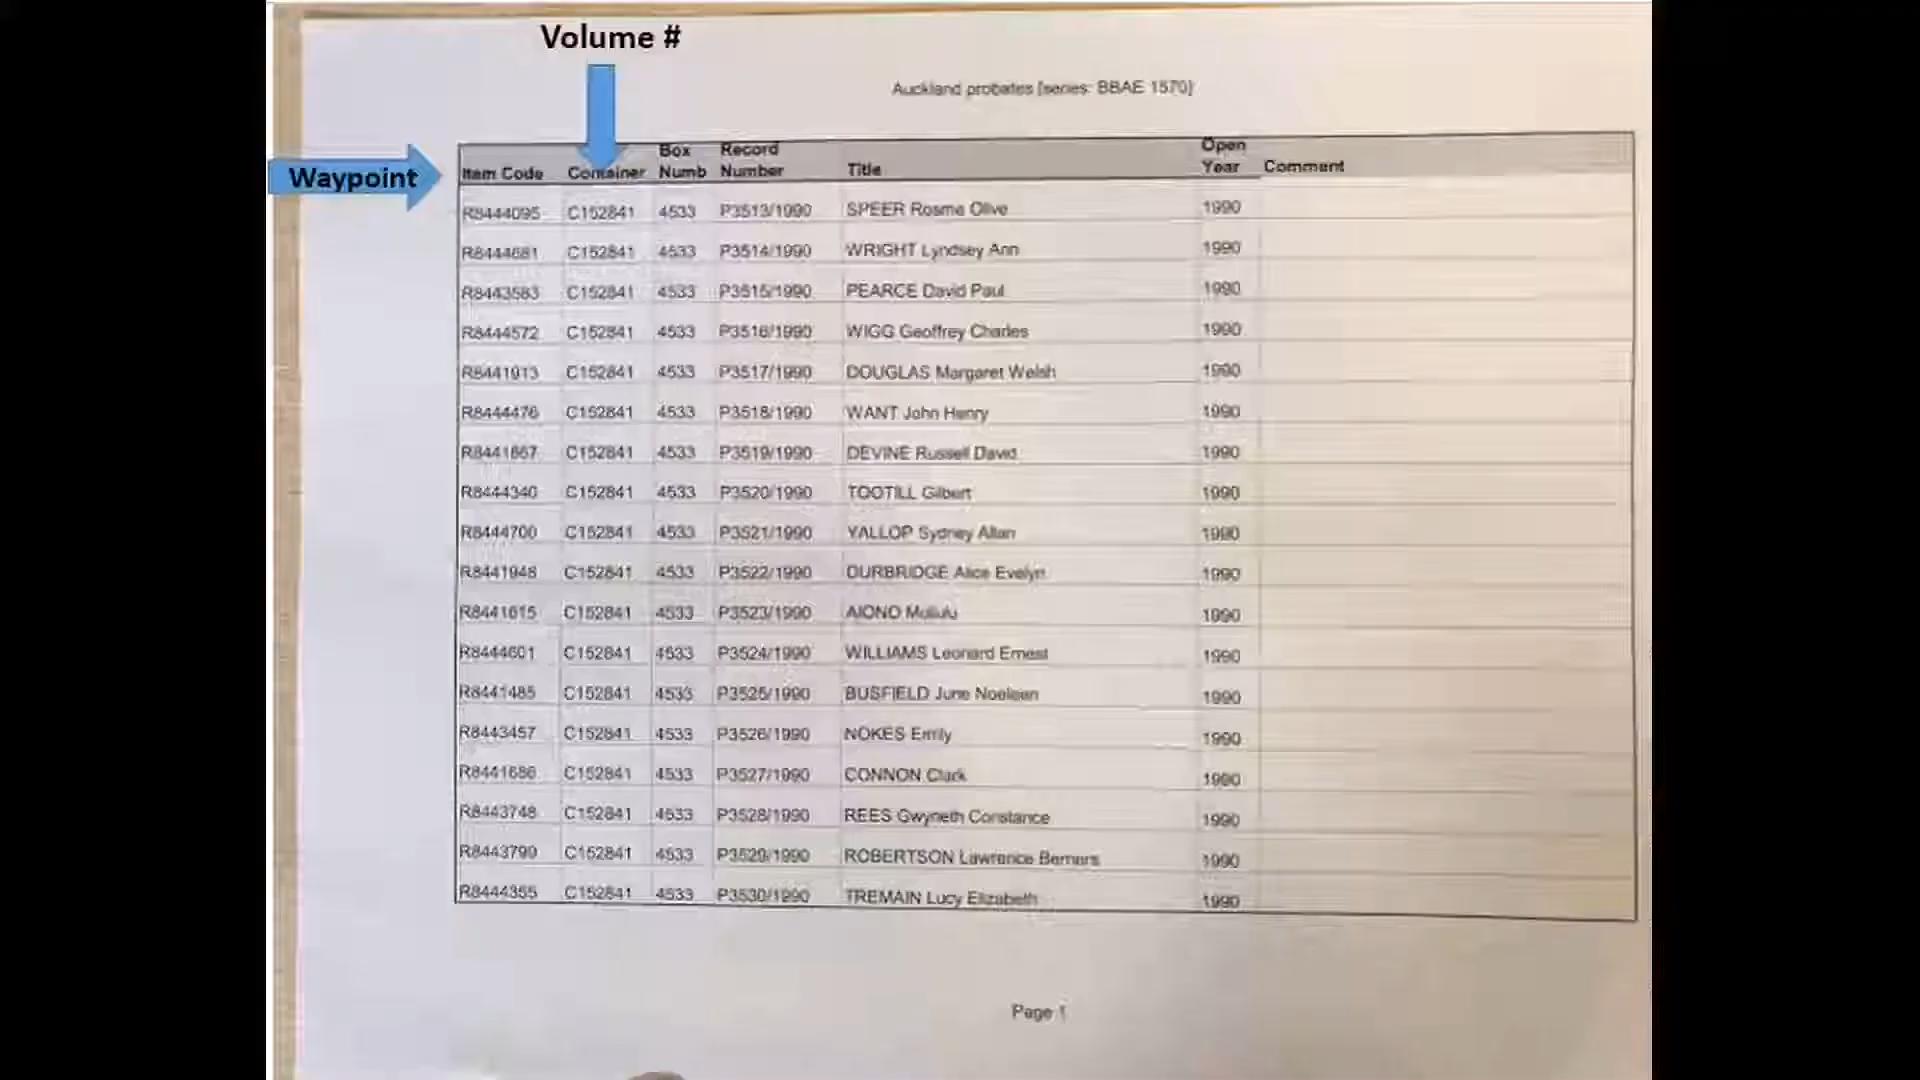 Volume #
Auckland probates [series: BBAE 1570]
Waypoint
Item Code Container Box Numb Record Number Title Open Year Comment
R8444095 C152841 4533 P3513/1990 SPEER Rosme Olive 1990
R8444681 C152841 4533 P3514/1990 WRIGHT Lyndsey Ann 1990
R8443583 C152841 4533 P3515/1990 PEARCE David Paul 1990
R8444572 C152841 4533 P3516/1990 WIGG Geoffrey Charles 1990
R8441913 C152841 4533 P3517/1990 DOUGLAS Margaret Welsh 1990
R8444476 C152841 4533 P3518/1990 WANT John Henry 1990
R8441867 C152841 4533 P3519/1990 DEVINE Russell David 1990
R8444340 C152841 4533 P3520/1990 TOOTILL Gilbert 1990
R8444700 C152841 4533 P3521/1990 YALLOP Sydney Allan 1990
R8441948 C152841 4533 P3522/1990 DURBRIDGE Alice Evelyn 1990
R8441615 C152841 4533 P3523/1990 AIONO 1990
R8444601 C152841 4533 P3524/1990 WILLIAMS Leonard Ernest 1990
R8441485 C152841 4533 P3525/1990 BUSFIELD June Noeleen 1990
R8443457 C152841 4533 P3526/1990 NOKES Emily 1990
R8441686 C152841 4533 P3527/1990 CONNON Clark 1990
R8443748 C152841 4533 P3528/1990 REES Gwyneth Constance 1990
R8443799 C152841 4533 P3529/1990 ROBERTSON Lawrence Berners 1990
R8444355 C152841 4533 P3530/1990 TREMAIN Lucy Elizabeth 1990
Page 1